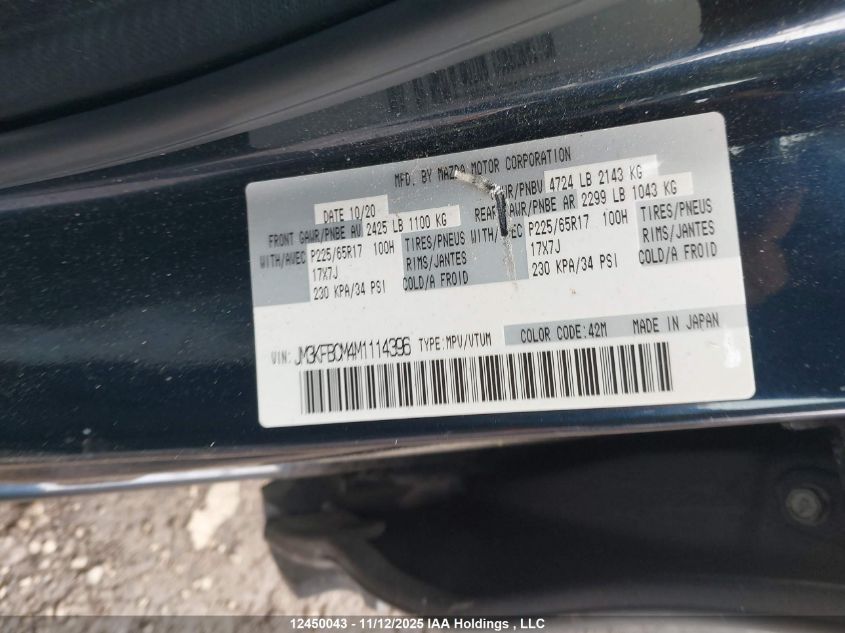 MFD. BY MAZDA MOTOR CORPORATION
DATE 10/20
WR/PNBV 4724 LB 2143 KG
FRONT GAWR/PNBE AV 2425 LB 1100 KG
REAR GAWR/PNBE AR 2299 LB 1043 KG
WITH/AVEC P225/65R17 100H TIRES/PNEUS
17X7J RIMS/JANTES
230 KPA/34 PSI COLD/A FROID
WITH/AVEC P225/65R17 100H TIRES/PNEUS
17X7J RIMS/JANTES
230 KPA/34 PSI COLD/A FROID
VIN: JM3KFBCM4M1114396 TYPE:MPV/VTUM COLOR CODE:42M MADE IN JAPAN
12450043 - 11/12/2025 IAA Holdings , LLC